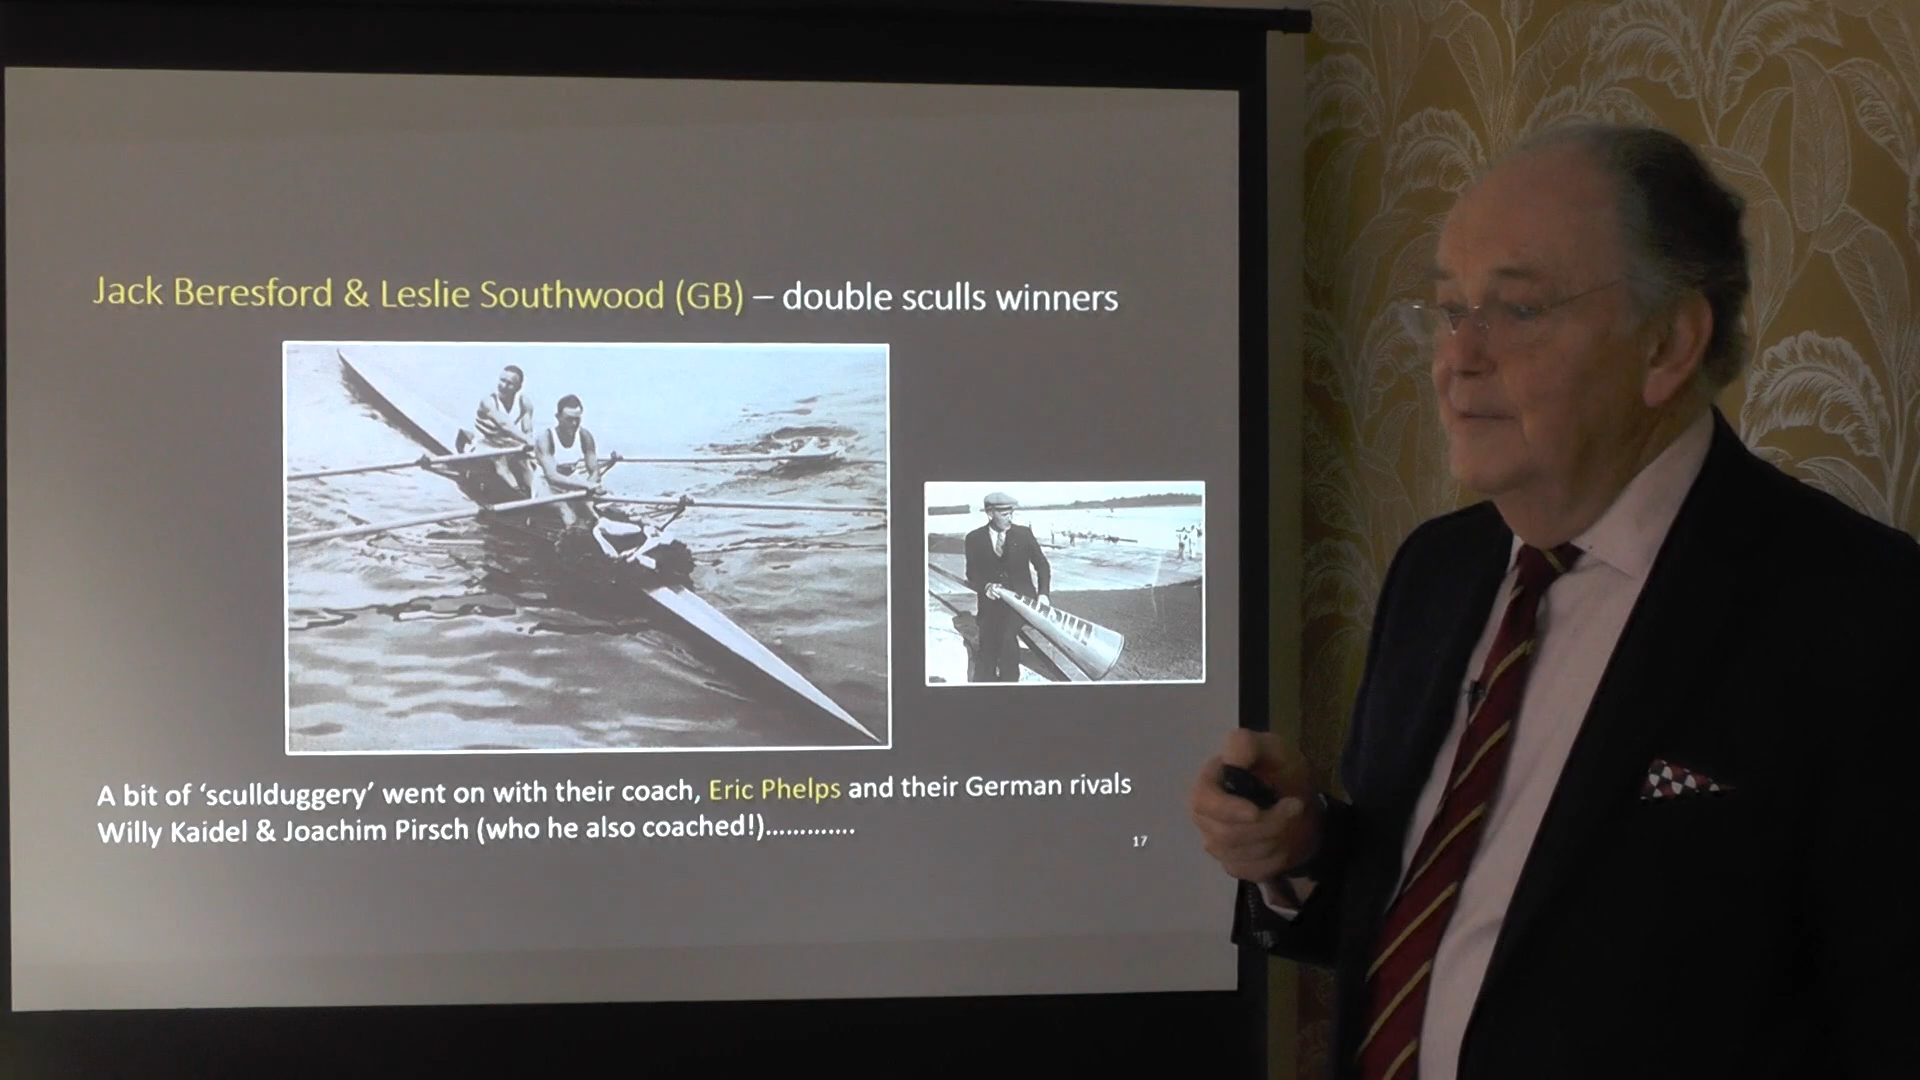 Jack Beresford & Leslie Southwood (GB) – double sculls winners
A bit of ‘scullduggery’ went on with their coach, Eric Phelps and their German rivals
Willy Kaidel & Joachim Pirsch (who he also coached!).............
17